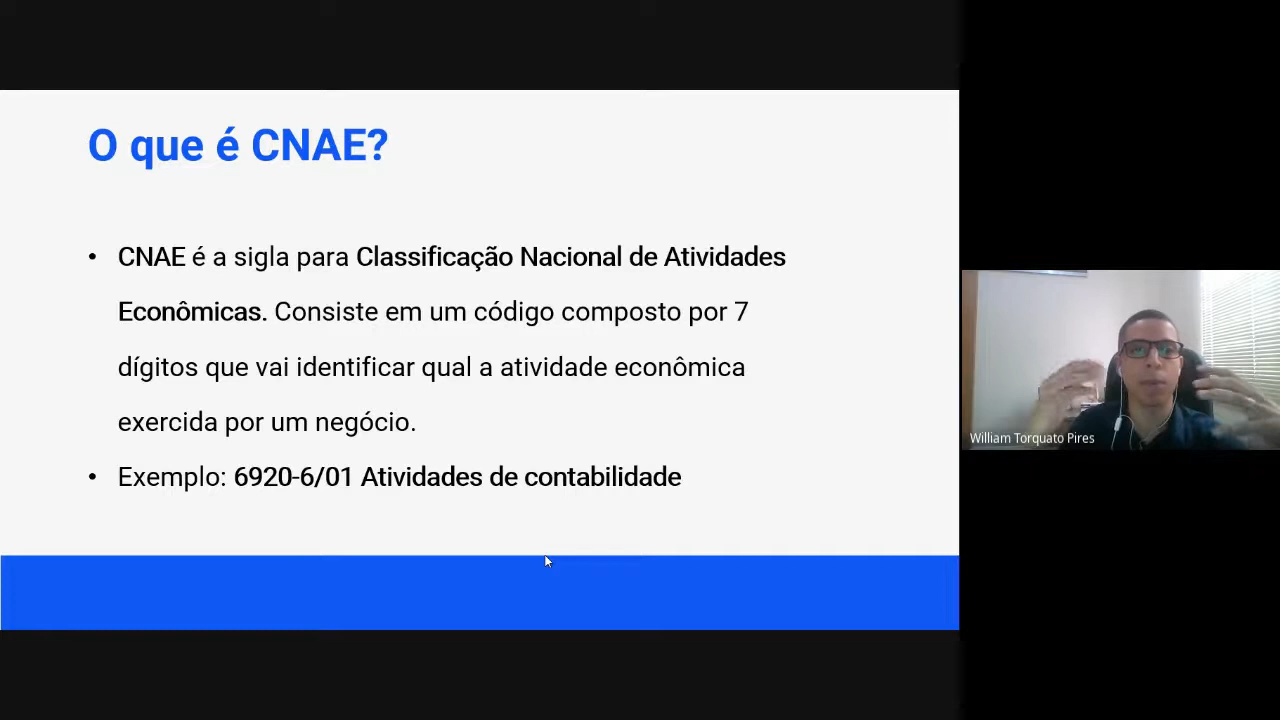 O que é CNAE?
• CNAE é a sigla para Classificação Nacional de Atividades
Econômicas. Consiste em um código composto por 7
dígitos que vai identificar qual a atividade econômica
exercida por um negócio.
• Exemplo: 6920-6/01 Atividades de contabilidade
William Torquato Pires